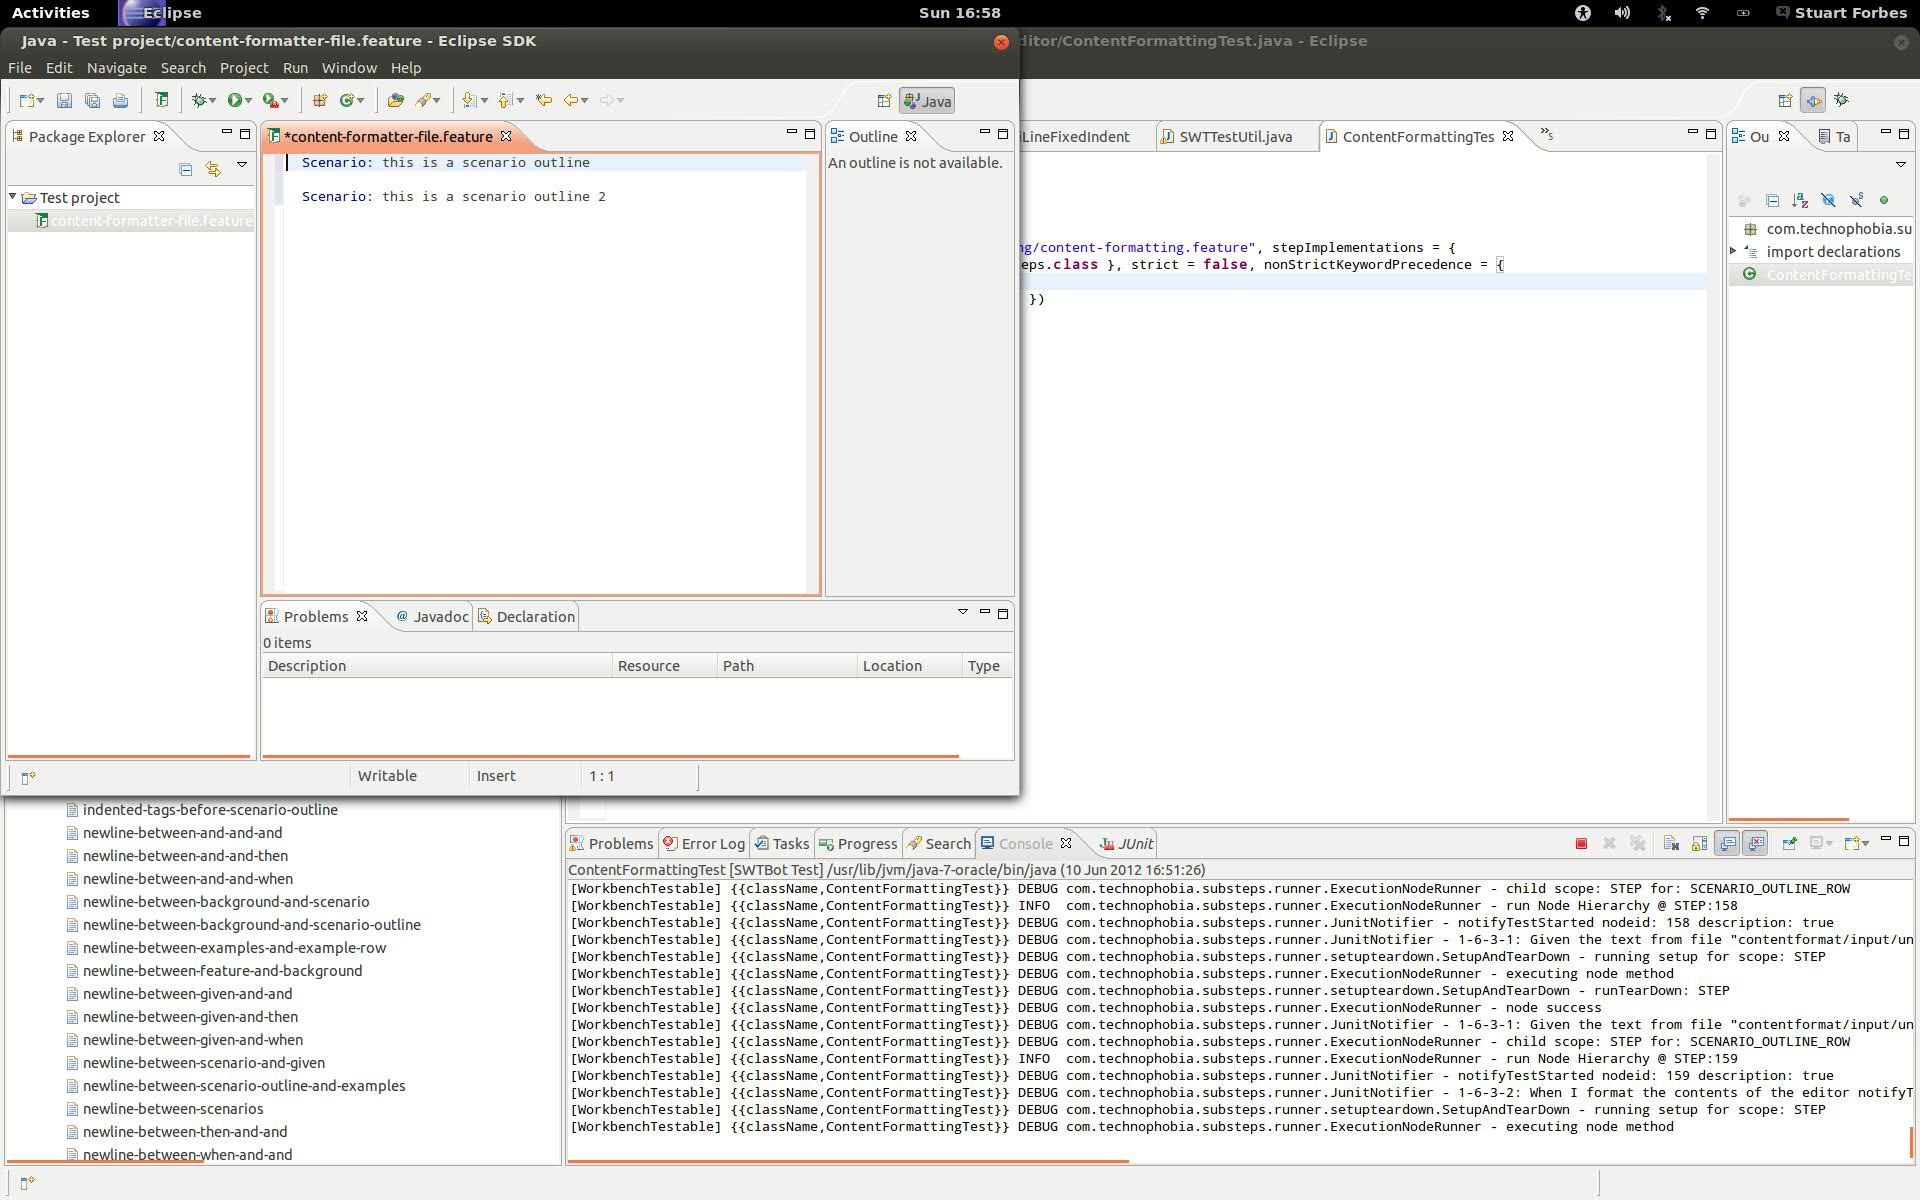 Activities
Eclipse
Sun 16:58
Stuart Forbes
Java - Test project/content-formatter-file.feature - Eclipse SDK
ditor/ContentFormattingTest.java - Eclipse
File Edit Navigate Search Project Run Window Help
Java
Package Explorer
*content-formatter-file.feature
Outline
LineFixedIndent
SWTTestUtil.java
ContentFormattingTes
»5
Ou
Ta
An outline is not available.
Scenario: this is a scenario outline
Scenario: this is a scenario outline 2
Test project
content-formatter-file.feature
ng/content-formatting.feature", stepImplementations = {
eps.class }, strict = false, nonStrictKeywordPrecedence = {
})
com.technophobia.su
import declarations
ContentFormattingTe
Problems
Javadoc
Declaration
0 items
Description Resource Path Location Type
Writable Insert 1 : 1
indented-tags-before-scenario-outline
newline-between-and-and-and
newline-between-and-and-then
newline-between-and-and-when
newline-between-background-and-scenario
newline-between-background-and-scenario-outline
newline-between-examples-and-example-row
newline-between-feature-and-background
newline-between-given-and-and
newline-between-given-and-then
newline-between-given-and-when
newline-between-scenario-and-given
newline-between-scenario-outline-and-examples
newline-between-scenarios
newline-between-then-and-and
newline-between-when-and-and
Problems Error Log Tasks Progress Search Console JUnit
ContentFormattingTest [SWTBot Test] /usr/lib/jvm/java-7-oracle/bin/java (10 Jun 2012 16:51:26)
[WorkbenchTestable] {{className,ContentFormattingTest}} DEBUG com.technophobia.substeps.runner.ExecutionNodeRunner - child scope: STEP for: SCENARIO_OUTLINE_ROW
[WorkbenchTestable] {{className,ContentFormattingTest}} INFO  com.technophobia.substeps.runner.ExecutionNodeRunner - run Node Hierarchy @ STEP:158
[WorkbenchTestable] {{className,ContentFormattingTest}} DEBUG com.technophobia.substeps.runner.JunitNotifier - notifyTestStarted nodeid: 158 description: true
[WorkbenchTestable] {{className,ContentFormattingTest}} DEBUG com.technophobia.substeps.runner.JunitNotifier - 1-6-3-1: Given the text from file "contentformat/input/un
[WorkbenchTestable] {{className,ContentFormattingTest}} DEBUG com.technophobia.substeps.runner.setupteardown.SetupAndTearDown - running setup for scope: STEP
[WorkbenchTestable] {{className,ContentFormattingTest}} DEBUG com.technophobia.substeps.runner.ExecutionNodeRunner - executing node method
[WorkbenchTestable] {{className,ContentFormattingTest}} DEBUG com.technophobia.substeps.runner.setupteardown.SetupAndTearDown - runTearDown: STEP
[WorkbenchTestable] {{className,ContentFormattingTest}} DEBUG com.technophobia.substeps.runner.ExecutionNodeRunner - node success
[WorkbenchTestable] {{className,ContentFormattingTest}} DEBUG com.technophobia.substeps.runner.JunitNotifier - 1-6-3-1: Given the text from file "contentformat/input/un
[WorkbenchTestable] {{className,ContentFormattingTest}} DEBUG com.technophobia.substeps.runner.ExecutionNodeRunner - child scope: STEP for: SCENARIO_OUTLINE_ROW
[WorkbenchTestable] {{className,ContentFormattingTest}} INFO  com.technophobia.substeps.runner.ExecutionNodeRunner - run Node Hierarchy @ STEP:159
[WorkbenchTestable] {{className,ContentFormattingTest}} DEBUG com.technophobia.substeps.runner.JunitNotifier - notifyTestStarted nodeid: 159 description: true
[WorkbenchTestable] {{className,ContentFormattingTest}} DEBUG com.technophobia.substeps.runner.JunitNotifier - 1-6-3-2: When I format the contents of the editor notifyT
[WorkbenchTestable] {{className,ContentFormattingTest}} DEBUG com.technophobia.substeps.runner.setupteardown.SetupAndTearDown - running setup for scope: STEP
[WorkbenchTestable] {{className,ContentFormattingTest}} DEBUG com.technophobia.substeps.runner.ExecutionNodeRunner - executing node method